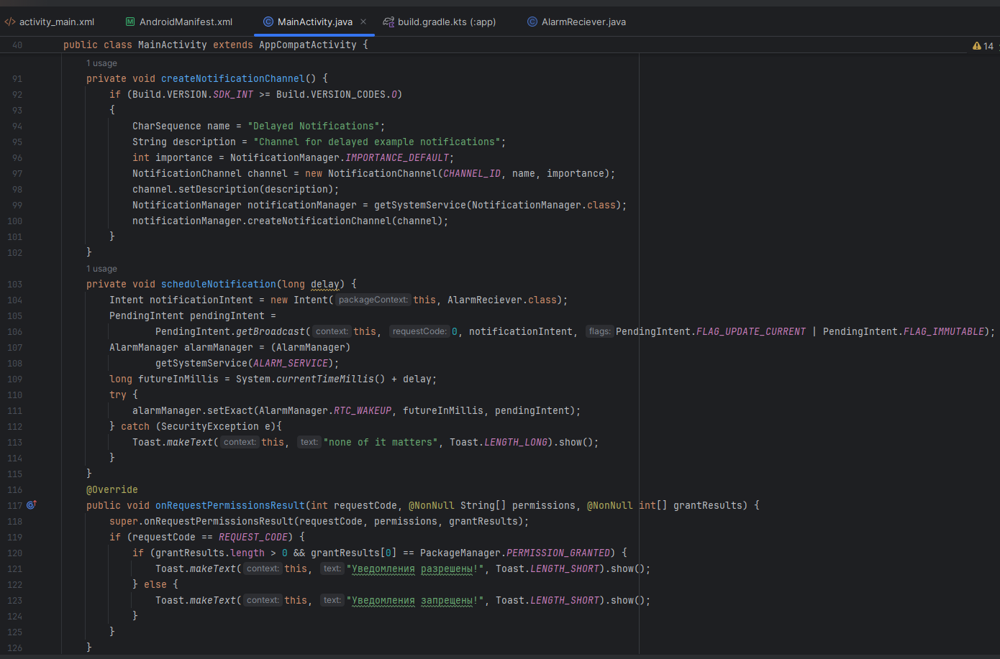 activity_main.xml AndroidManifest.xml MainActivity.java build.gradle.kts (:app) AlarmReciever.java
40 public class MainActivity extends AppCompatActivity { 14
1 usage
91 private void createNotificationChannel() {
92 if (Build.VERSION.SDK_INT >= Build.VERSION_CODES.O)
93 {
94 CharSequence name = "Delayed Notifications";
95 String description = "Channel for delayed example notifications";
96 int importance = NotificationManager.IMPORTANCE_DEFAULT;
97 NotificationChannel channel = new NotificationChannel(CHANNEL_ID, name, importance);
98 channel.setDescription(description);
99 NotificationManager notificationManager = getSystemService(NotificationManager.class);
100 notificationManager.createNotificationChannel(channel);
101 }
102 }
1 usage
103 private void scheduleNotification(long delay) {
104 Intent notificationIntent = new Intent( packageContext: this, AlarmReciever.class);
105 PendingIntent pendingIntent =
106 PendingIntent.getBroadcast( context: this, requestCode: 0, notificationIntent, flags: PendingIntent.FLAG_UPDATE_CURRENT | PendingIntent.FLAG_IMMUTABLE);
107 AlarmManager alarmManager = (AlarmManager)
108 getSystemService(ALARM_SERVICE);
109 long futureInMillis = System.currentTimeMillis() + delay;
110 try {
111 alarmManager.setExact(AlarmManager.RTC_WAKEUP, futureInMillis, pendingIntent);
112 } catch (SecurityException e){
113 Toast.makeText( context: this, text: "none of it matters", Toast.LENGTH_LONG).show();
114 }
115 }
116 @Override
117 public void onRequestPermissionsResult(int requestCode, @NonNull String[] permissions, @NonNull int[] grantResults) {
118 super.onRequestPermissionsResult(requestCode, permissions, grantResults);
119 if (requestCode == REQUEST_CODE) {
120 if (grantResults.length > 0 && grantResults[0] == PackageManager.PERMISSION_GRANTED) {
121 Toast.makeText( context: this, text: "Уведомления разрешены!", Toast.LENGTH_SHORT).show();
122 } else {
123 Toast.makeText( context: this, text: "Уведомления запрещены!", Toast.LENGTH_SHORT).show();
124 }
125 }
126 }